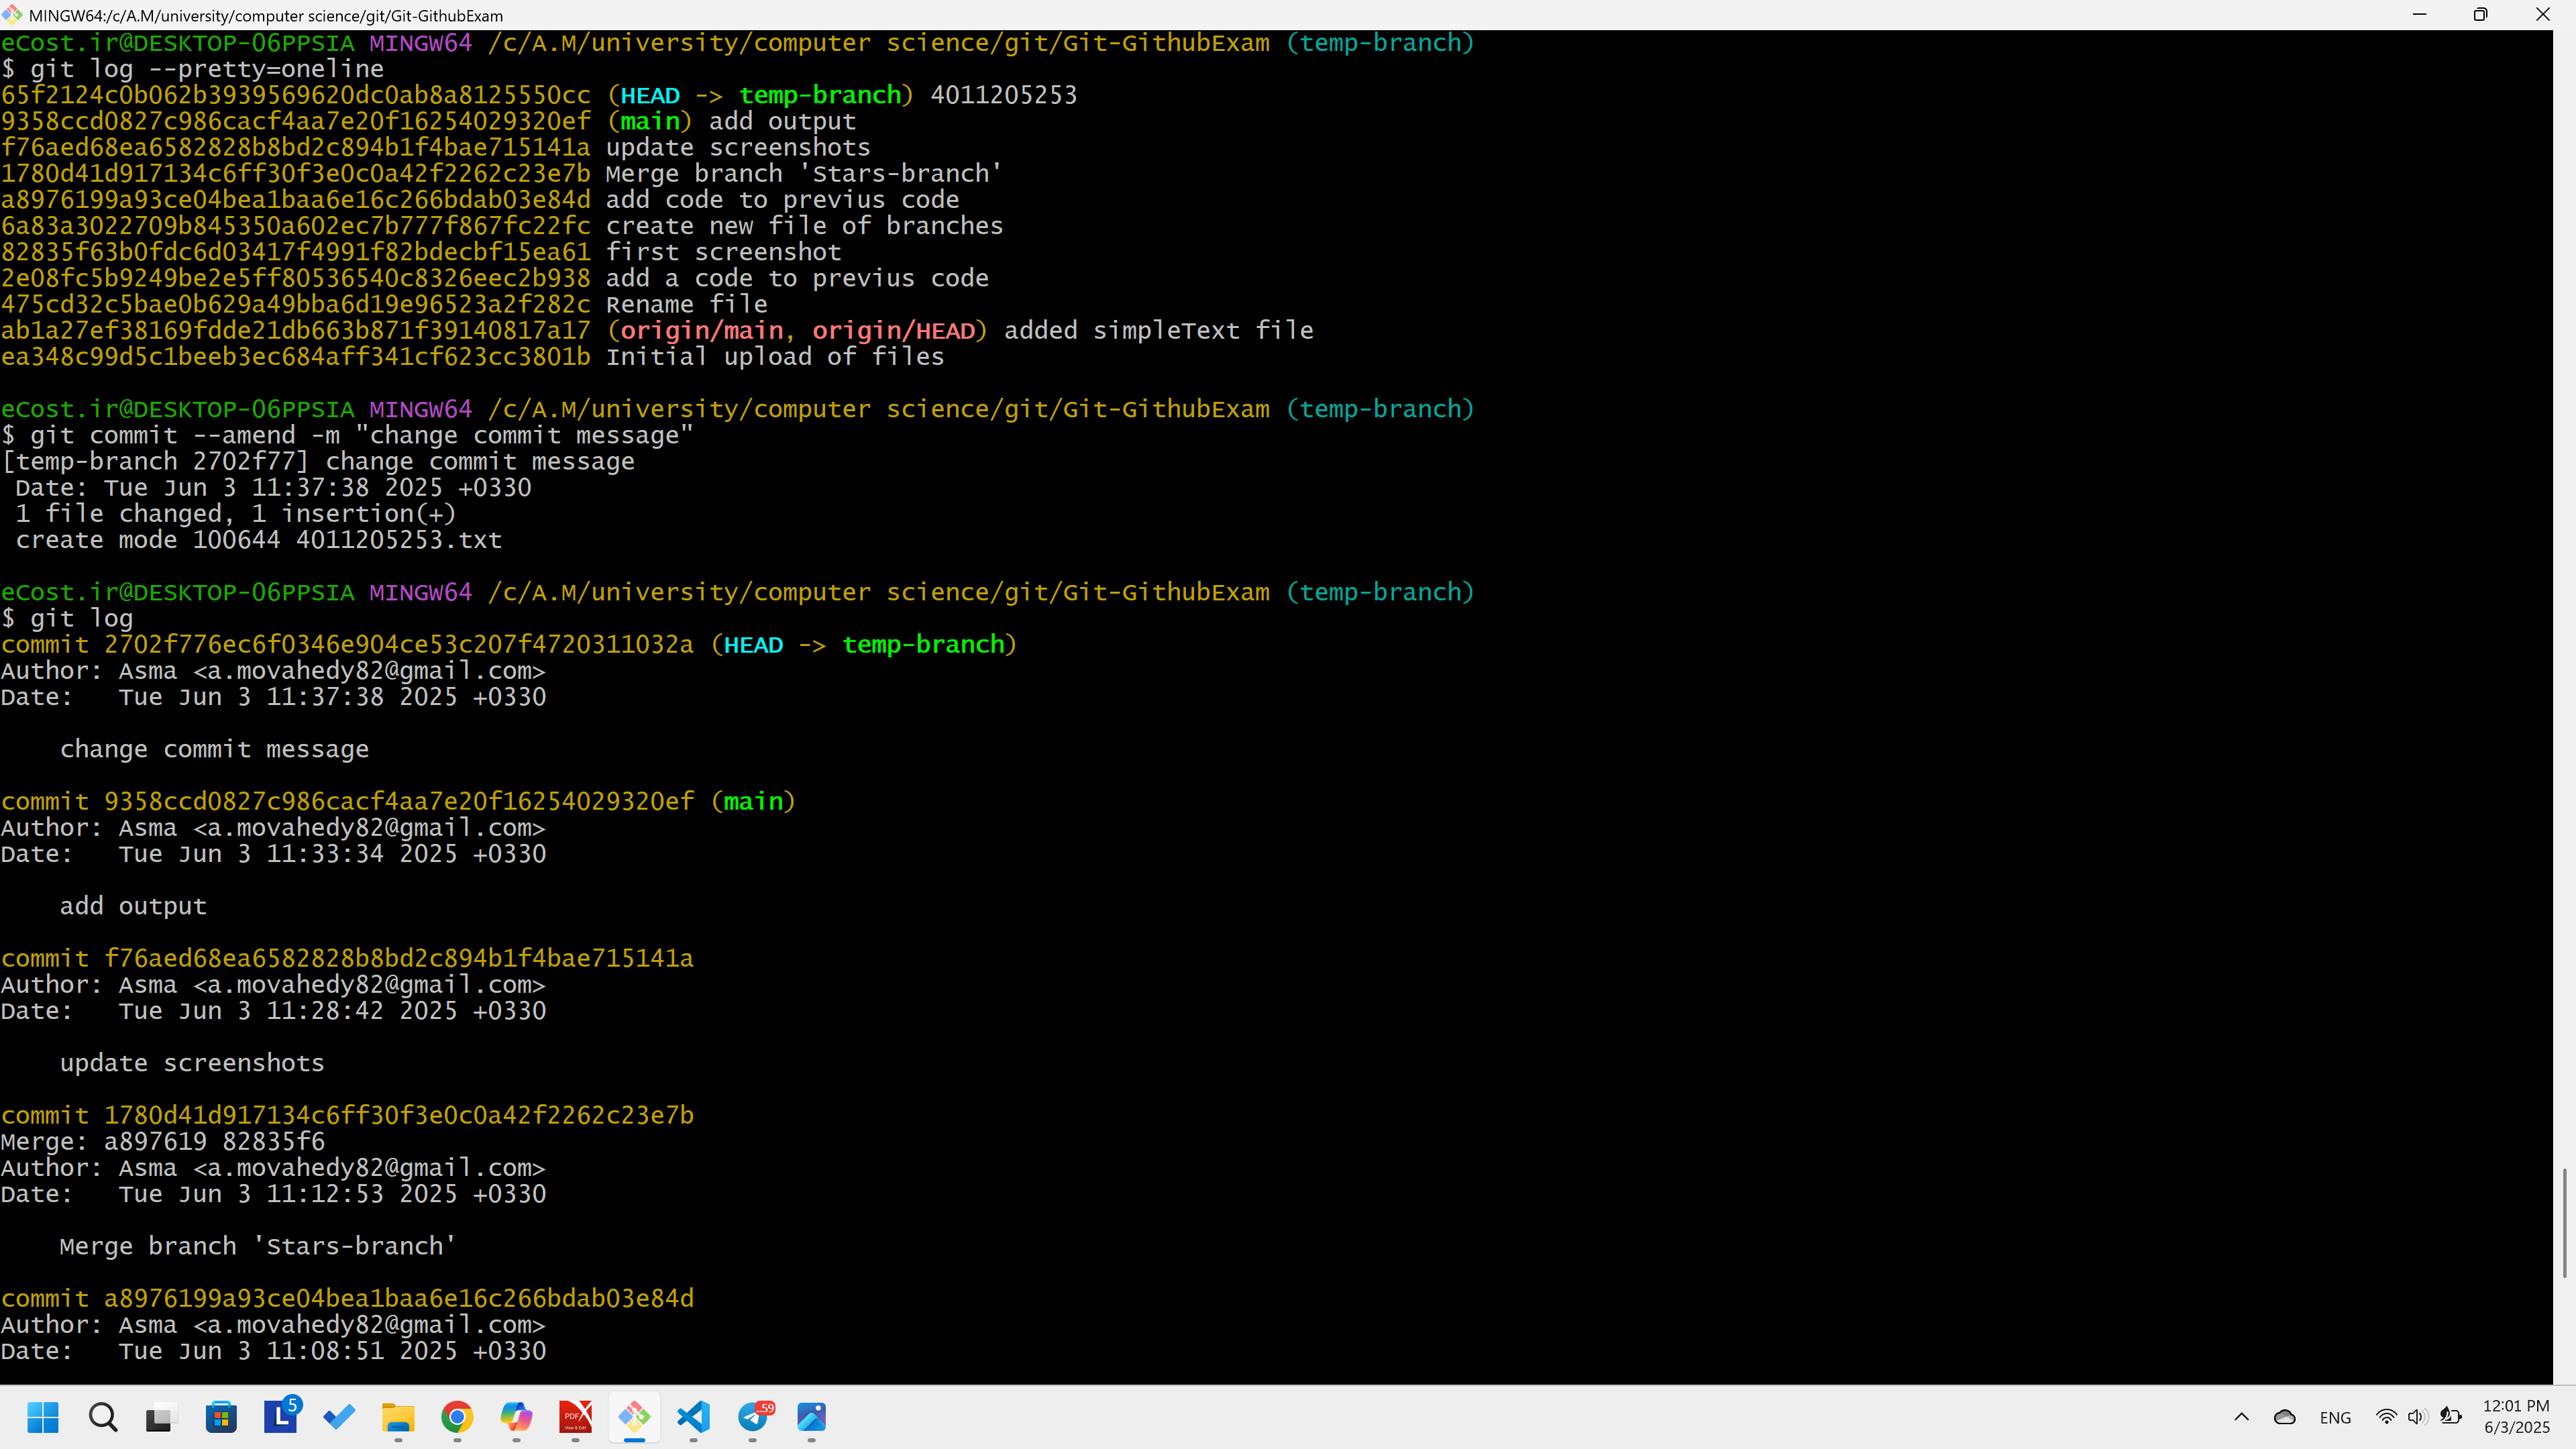 MINGW64:/c/A.M/university/computer science/git/Git-GithubExam
eCost.ir@DESKTOP-O6PPSIA MINGW64 /c/A.M/university/computer science/git/Git-GithubExam (temp-branch)
$ git log --pretty=oneline
65f2124c0b062b3939569620dc0ab8a8125550cc (HEAD -> temp-branch) 4011205253
9358ccd0827c986cacf4aa7e20f16254029320ef (main) add output
f76aed68ea6582828b8bd2c894b1f4bae715141a update screenshots
1780d41d917134c6ff30f3e0c0a42f2262c23e7b Merge branch 'Stars-branch'
a8976199a93ce04bea1baa6e16c266bdab03e84d add code to previus code
6a83a3022709b845350a602ec7b777f867fc22fc create new file of branches
82835f63b0fdc6d03417f4991f82bdecbf15ea61 first screenshot
2e08fc5b9249be2e5ff80536540c8326eec2b938 add a code to previus code
475cd32c5bae0b629a49bba6d19e96523a2f282c Rename file
ab1a27ef38169fdde21db663b871f39140817a17 (origin/main, origin/HEAD) added simpleText file
ea348c99d5c1beeb3ec684aff341cf623cc3801b Initial upload of files
eCost.ir@DESKTOP-O6PPSIA MINGW64 /c/A.M/university/computer science/git/Git-GithubExam (temp-branch)
$ git commit --amend -m "change commit message"
[temp-branch 2702f77] change commit message
Date: Tue Jun 3 11:37:38 2025 +0330
1 file changed, 1 insertion(+)
create mode 100644 4011205253.txt
eCost.ir@DESKTOP-O6PPSIA MINGW64 /c/A.M/university/computer science/git/Git-GithubExam (temp-branch)
$ git log
commit 2702f776ec6f0346e904ce53c207f4720311032a (HEAD -> temp-branch)
Author: Asma <a.movahedy82@gmail.com>
Date:   Tue Jun 3 11:37:38 2025 +0330
change commit message
commit 9358ccd0827c986cacf4aa7e20f16254029320ef (main)
Author: Asma <a.movahedy82@gmail.com>
Date:   Tue Jun 3 11:33:34 2025 +0330
add output
commit f76aed68ea6582828b8bd2c894b1f4bae715141a
Author: Asma <a.movahedy82@gmail.com>
Date:   Tue Jun 3 11:28:42 2025 +0330
update screenshots
commit 1780d41d917134c6ff30f3e0c0a42f2262c23e7b
Merge: a897619 82835f6
Author: Asma <a.movahedy82@gmail.com>
Date:   Tue Jun 3 11:12:53 2025 +0330
Merge branch 'Stars-branch'
commit a8976199a93ce04bea1baa6e16c266bdab03e84d
Author: Asma <a.movahedy82@gmail.com>
Date:   Tue Jun 3 11:08:51 2025 +0330
L 5
PDF
..59
ENG
12:01 PM
6/3/2025